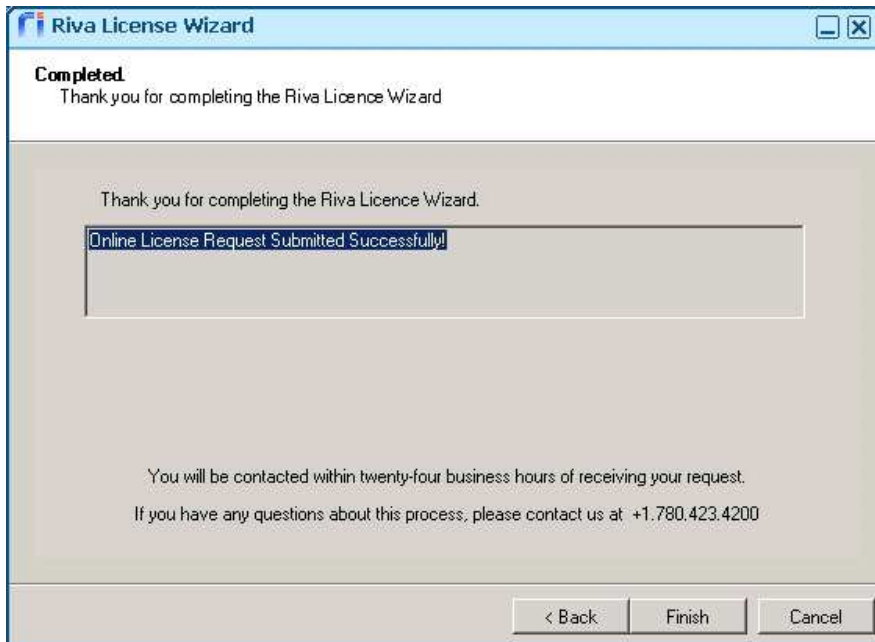 Riva License Wizard
Completed.
Thank you for completing the Riva Licence Wizard
Thank you for completing the Riva Licence Wizard.
Online License Request Submitted Successfully!
You will be contacted within twenty-four business hours of receiving your request.
If you have any questions about this process, please contact us at +1.780.423.4200
< Back
Finish
Cancel